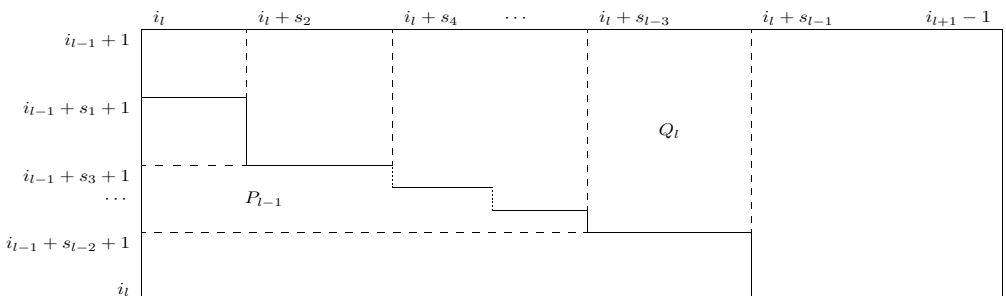 i_l i_l + s_2 i_l + s_4 ⋯ i_l + s_{l−3} i_l + s_{l−1} i_{l+1} − 1
i_{l−1} + 1
i_{l−1} + s_1 + 1
Q_l
i_{l−1} + s_3 + 1
⋯ P_{l−1}
i_{l−1} + s_{l−2} + 1
i_l